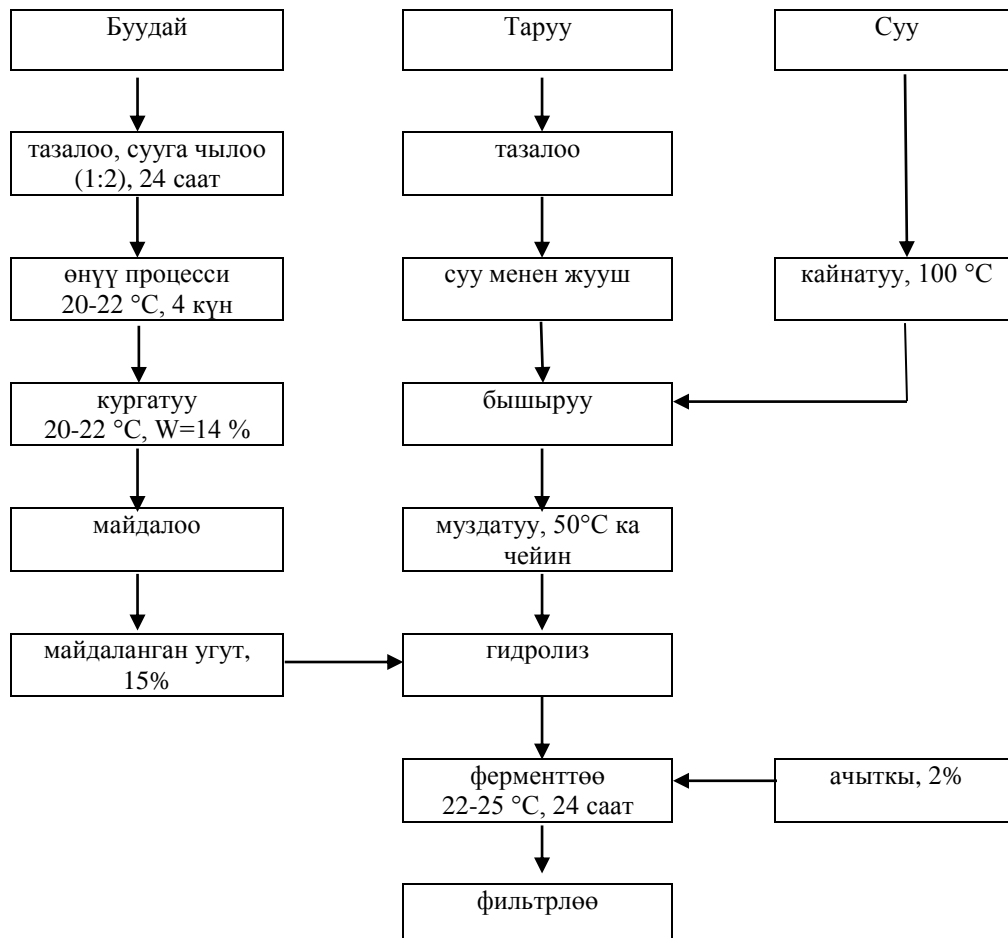 Буудай
Таруу
Суу
тазалоо, сууга чылоо
(1:2), 24 саат
тазалоо
өнүү процесси
20-22 °C, 4 күн
суу менен жууш
кайнатуу, 100 °C
кургатуу
20-22 °C, W=14 %
бышыруу
майдалоо
муздатуу, 50°C ка
чейин
майдаланган угут,
15%
гидролиз
ферменттөө
22-25 °C, 24 саат
ачыткы, 2%
фильтрлөө